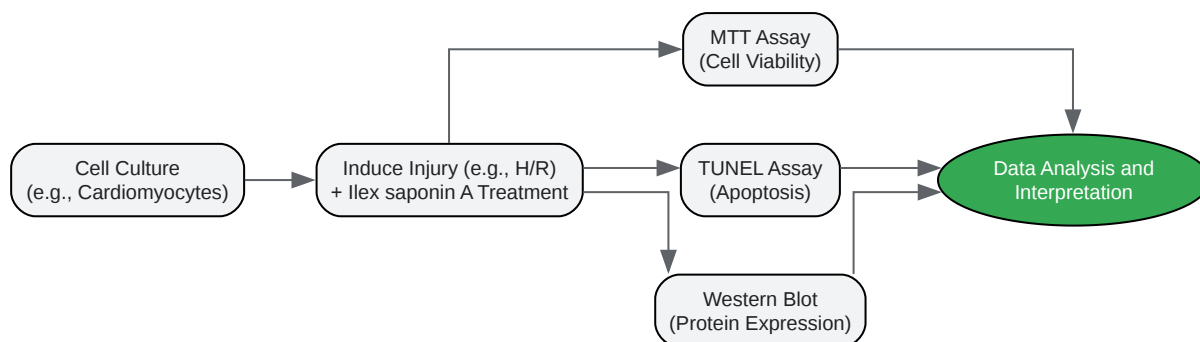 Cell Culture
(e.g., Cardiomyocytes)
Induce Injury (e.g., H/R)
+ Ilex saponin A Treatment
MTT Assay
(Cell Viability)
TUNEL Assay
(Apoptosis)
Western Blot
(Protein Expression)
Data Analysis and
Interpretation